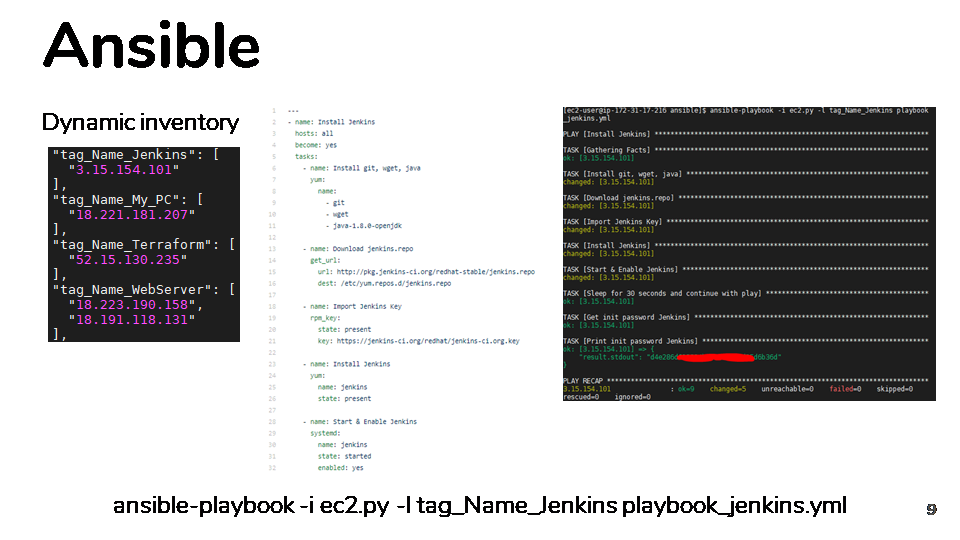 Ansible
Dynamic inventory
"tag_Name_Jenkins": [
"3.15.154.101"
],
"tag_Name_My_PC": [
"18.221.181.207"
],
"tag_Name_Terraform": [
"52.15.130.235"
],
"tag_Name_WebServer": [
"18.223.190.158",
"18.191.118.131"
],
1 ---
2 - name: Install Jenkins
3 hosts: all
4 become: yes
5 tasks:
6 - name: Install git, wget, java
7 yum:
8 name:
9 - git
10 - wget
11 - java-1.8.0-openjdk
12
13 - name: Download jenkins.repo
14 get_url:
15 url: http://pkg.jenkins-ci.org/redhat-stable/jenkins.repo
16 dest: /etc/yum.repos.d/jenkins.repo
17
18 - name: Import Jenkins Key
19 rpm_key:
20 state: present
21 key: https://jenkins-ci.org/redhat/jenkins-ci.org.key
22
23 - name: Install Jenkins
24 yum:
25 name: jenkins
26 state: present
27
28 - name: Start & Enable Jenkins
29 systemd:
30 name: jenkins
31 state: started
32 enabled: yes
[ec2-user@ip-172-31-17-216 ansible]$ ansible-playbook -i ec2.py -l tag_Name_Jenkins playbook
_jenkins.yml
PLAY [Install Jenkins] ***
TASK [Gathering Facts] ***
ok: [3.15.154.101]
TASK [Install git, wget, java] ***
changed: [3.15.154.101]
TASK [Download jenkins.repo] ***
changed: [3.15.154.101]
TASK [Import Jenkins Key] ***
changed: [3.15.154.101]
TASK [Install Jenkins] ***
changed: [3.15.154.101]
TASK [Start & Enable Jenkins] ***
changed: [3.15.154.101]
TASK [Sleep for 30 seconds and continue with play] ***
ok: [3.15.154.101]
TASK [Get init password Jenkins] ***
ok: [3.15.154.101]
TASK [Print init password Jenkins] ***
ok: [3.15.154.101] => {
"result.stdout":
}
PLAY RECAP ***
3.15.154.101 : ok=9 changed=5 unreachable=0 failed=0 skipped=0
rescued=0 ignored=0
ansible-playbook -i ec2.py -l tag_Name_Jenkins playbook_jenkins.yml
9